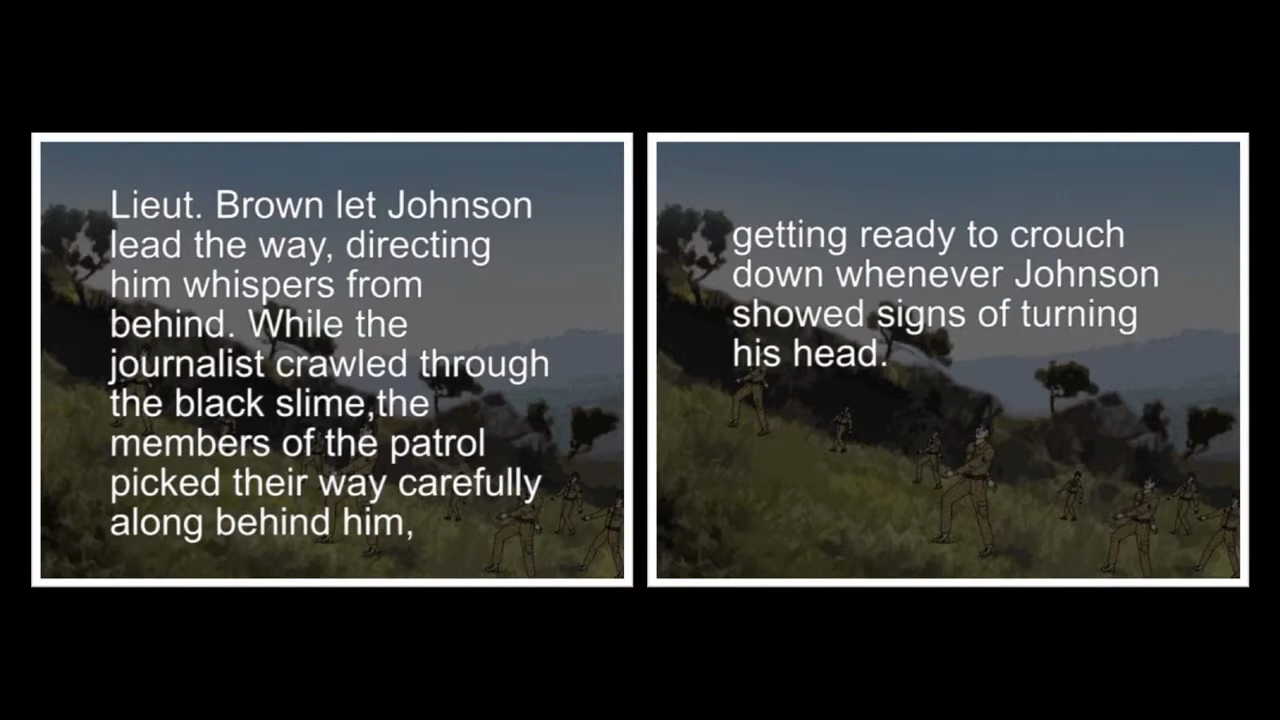 Lieut. Brown let Johnson
lead the way, directing
him whispers from
behind. While the
journalist crawled through
the black slime,the
members of the patrol
picked their way carefully
along behind him,
getting ready to crouch
down whenever Johnson
showed signs of turning
his head.